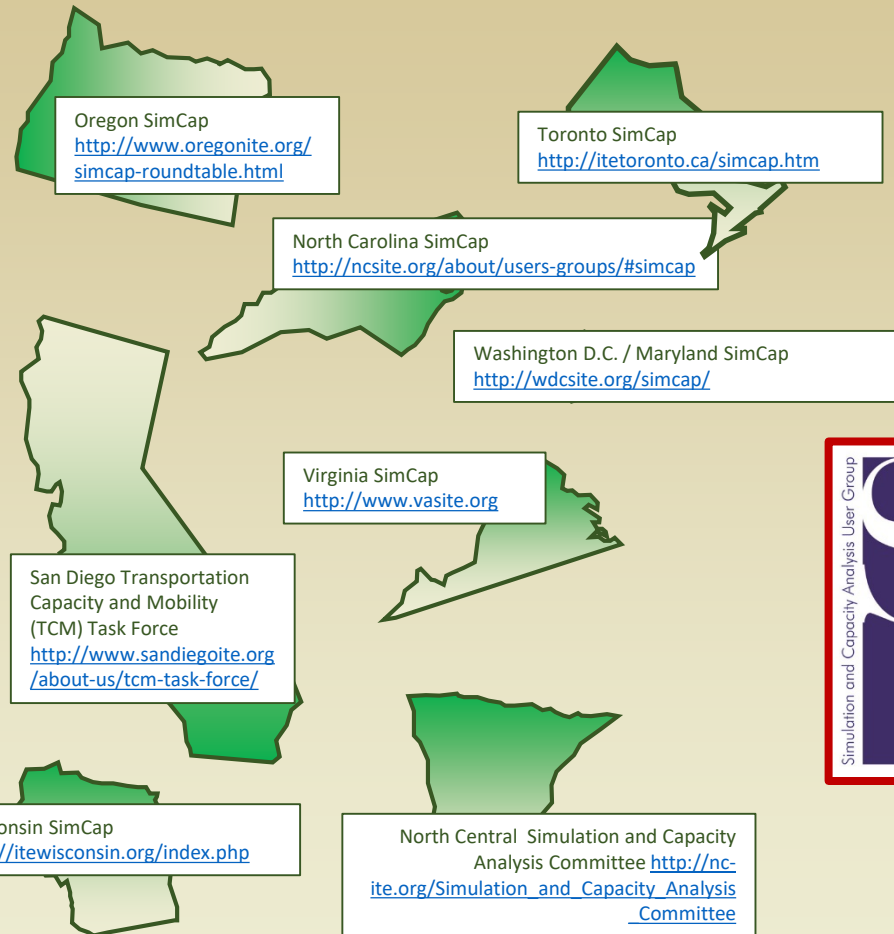 Oregon SimCap
http://www.oregonite.org/
simcap-roundtable.html
Toronto SimCap
http://itetoronto.ca/simcap.htm
North Carolina SimCap
http://ncsite.org/about/users-groups/#simcap
Washington D.C. / Maryland SimCap
http://wdcsite.org/simcap/
Virginia SimCap
http://www.vasite.org
Simulation and Capacity Analysis User Group
San Diego Transportation
Capacity and Mobility
(TCM) Task Force
http://www.sandiegoite.org
/about-us/tcm-task-force/
onsin SimCap
//itewisconsin.org/index.php
North Central Simulation and Capacity
Analysis Committee http://nc-
ite.org/Simulation_and_Capacity_Analysis
_Committee